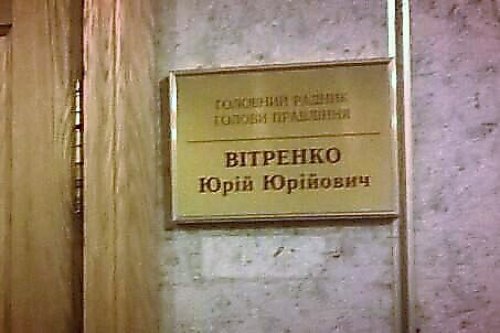 ГОЛОВНИЙ РАДНИК
ГОЛОВИ ПРАВЛІННЯ
ВІТРЕНКО
Юрій Юрійович